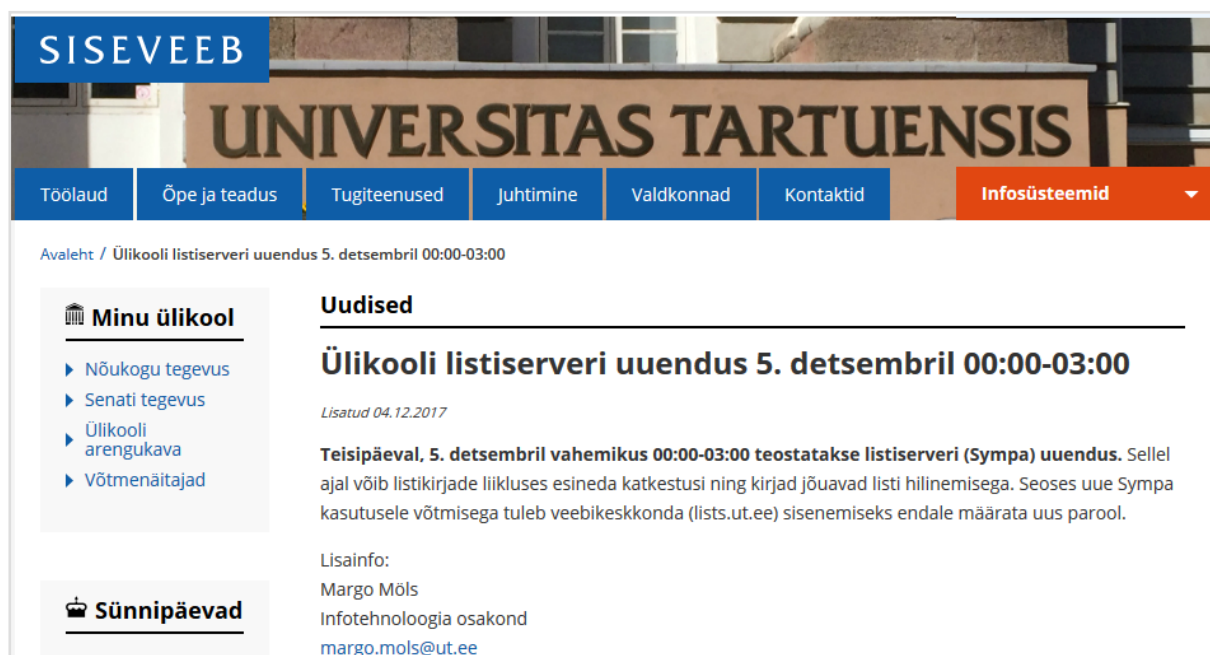 SISEVEEB
UNIVERSITAS TARTUENSIS
Töölaud Õpe ja teadus Tugiteenused Juhtimine Valdkonnad Kontaktid Infosüsteemid
Avaleht / Ülikooli listiserveri uuendus 5. detsembril 00:00-03:00
Minu ülikool
Nõukogu tegevus
Senati tegevus
Ülikooli
arengukava
Võtmenäitajad
Sünnipäevad
Uudised
Ülikooli listiserveri uuendus 5. detsembril 00:00-03:00
Lisatud 04.12.2017
Teisipäeval, 5. detsembril vahemikus 00:00-03:00 teostatakse listiserveri (Sympa) uuendus. Sellel
ajal võib listikirjade liikluses esineda katkestusi ning kirjad jõuavad listi hilinemisega. Seoses uue Sympa
kasutusele võtmisega tuleb veebikeskkonda (lists.ut.ee) sisenemiseks endale määrata uus parool.
Lisainfo:
Margo Möls
Infotehnoloogia osakond
margo.mols@ut.ee